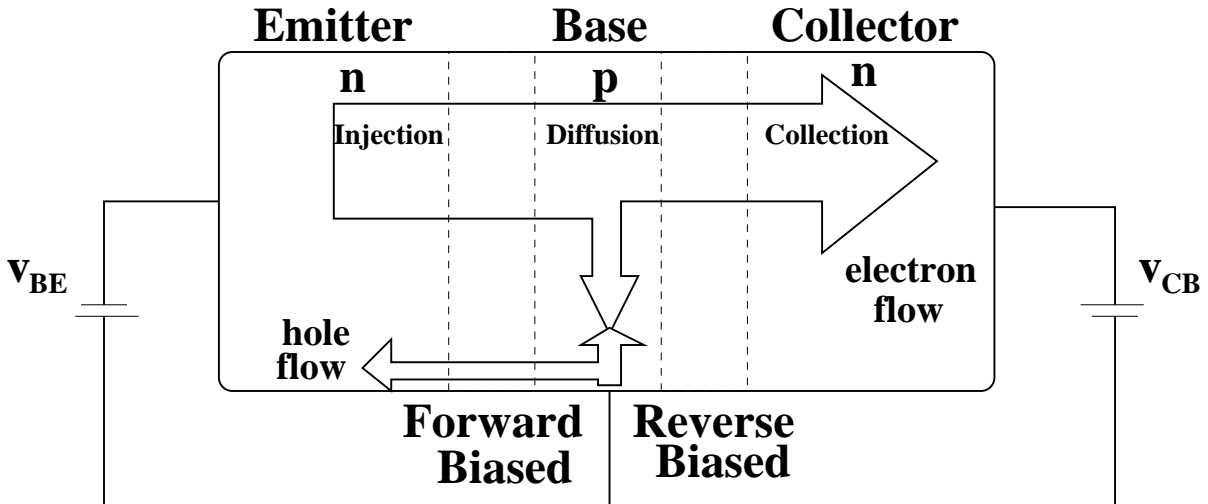 Emitter Base Collector
n p n
Injection Diffusion Collection
v_BE
v_CB
electron
flow
hole
flow
Forward
Biased
Reverse
Biased